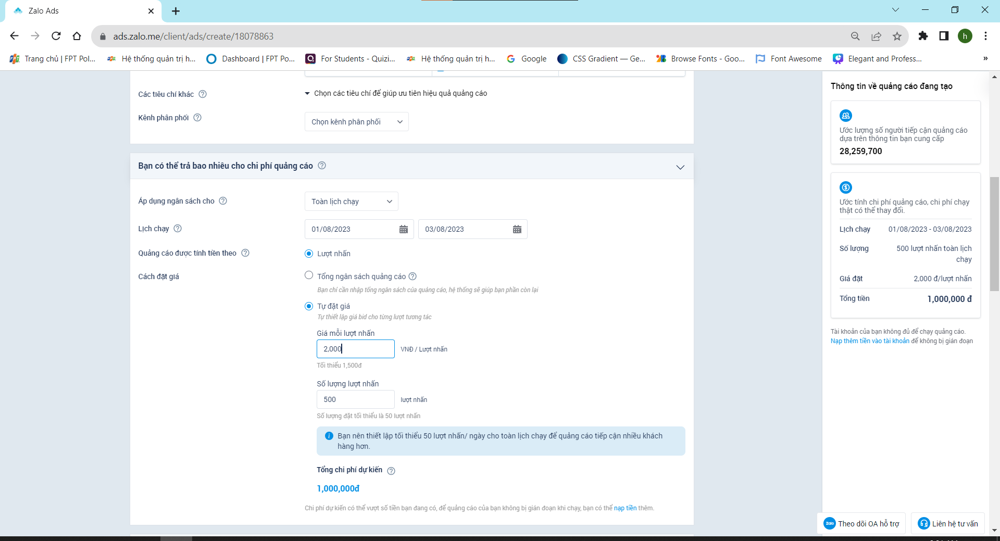 Zalo Ads
ads.zalo.me/client/ads/create/18078863
h
Trang chủ | FPT Pol... Hệ thống quản trị h... Dashboard | FPT Po... For Students - Quizi... Hệ thống quản trị h... Google CSS Gradient — Ge... Browse Fonts - Goo... Font Awesome Elegant and Profess... »
Các tiêu chí khác
Chọn các tiêu chí để giúp ưu tiên hiệu quả quảng cáo
Kênh phân phối
Chọn kênh phân phối
Bạn có thể trả bao nhiêu cho chi phí quảng cáo
Áp dụng ngân sách cho
Toàn lịch chạy
Lịch chạy
01/08/2023
03/08/2023
Quảng cáo được tính tiền theo
Lượt nhấn
Cách đặt giá
Tổng ngân sách quảng cáo
Bạn chỉ cần nhập tổng ngân sách của quảng cáo, hệ thống sẽ giúp bạn phần còn lại
Tự đặt giá
Tự thiết lập giá bid cho từng lượt tương tác
Giá mỗi lượt nhấn
2,000
VNĐ / Lượt nhấn
Tối thiểu 1,500đ
Số lượng lượt nhấn
500
lượt nhấn
Số lượng đặt tối thiểu là 50 lượt nhấn
Bạn nên thiết lập tối thiểu 50 lượt nhấn/ ngày cho toàn lịch chạy để quảng cáo tiếp cận nhiều khách
hàng hơn.
Tổng chi phí dự kiến
1,000,000đ
Chi phí dự kiến có thể vượt số tiền bạn đang có, để quảng cáo của bạn không bị gián đoạn khi chạy, bạn có thể nạp tiền thêm.
Thông tin về quảng cáo đang tạo
Ước lượng số người tiếp cận quảng cáo
dựa trên thông tin bạn cung cấp
28,259,700
Ước tính chi phí quảng cáo, chi phí chạy
thật có thể thay đổi.
Lịch chạy 01/08/2023 - 03/08/2023
Số lượng 500 lượt nhấn toàn lịch
chạy
Giá đặt 2,000 đ/lượt nhấn
Tổng tiền 1,000,000 đ
Tài khoản của bạn không đủ để chạy quảng cáo.
Nạp thêm tiền vào tài khoản để không bị gián đoạn
Zalo Theo dõi OA hỗ trợ
Liên hệ tư vấn